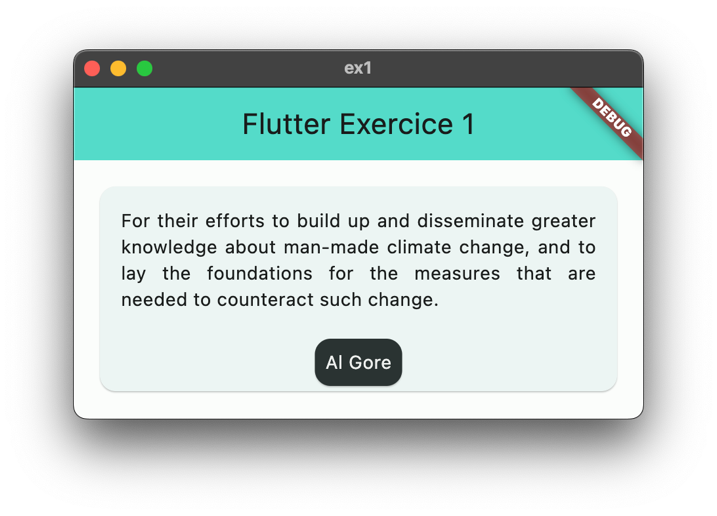 ex1
Flutter Exercice 1
DEBUG
For their efforts to build up and disseminate greater
knowledge about man-made climate change, and to
lay the foundations for the measures that are
needed to counteract such change.
Al Gore